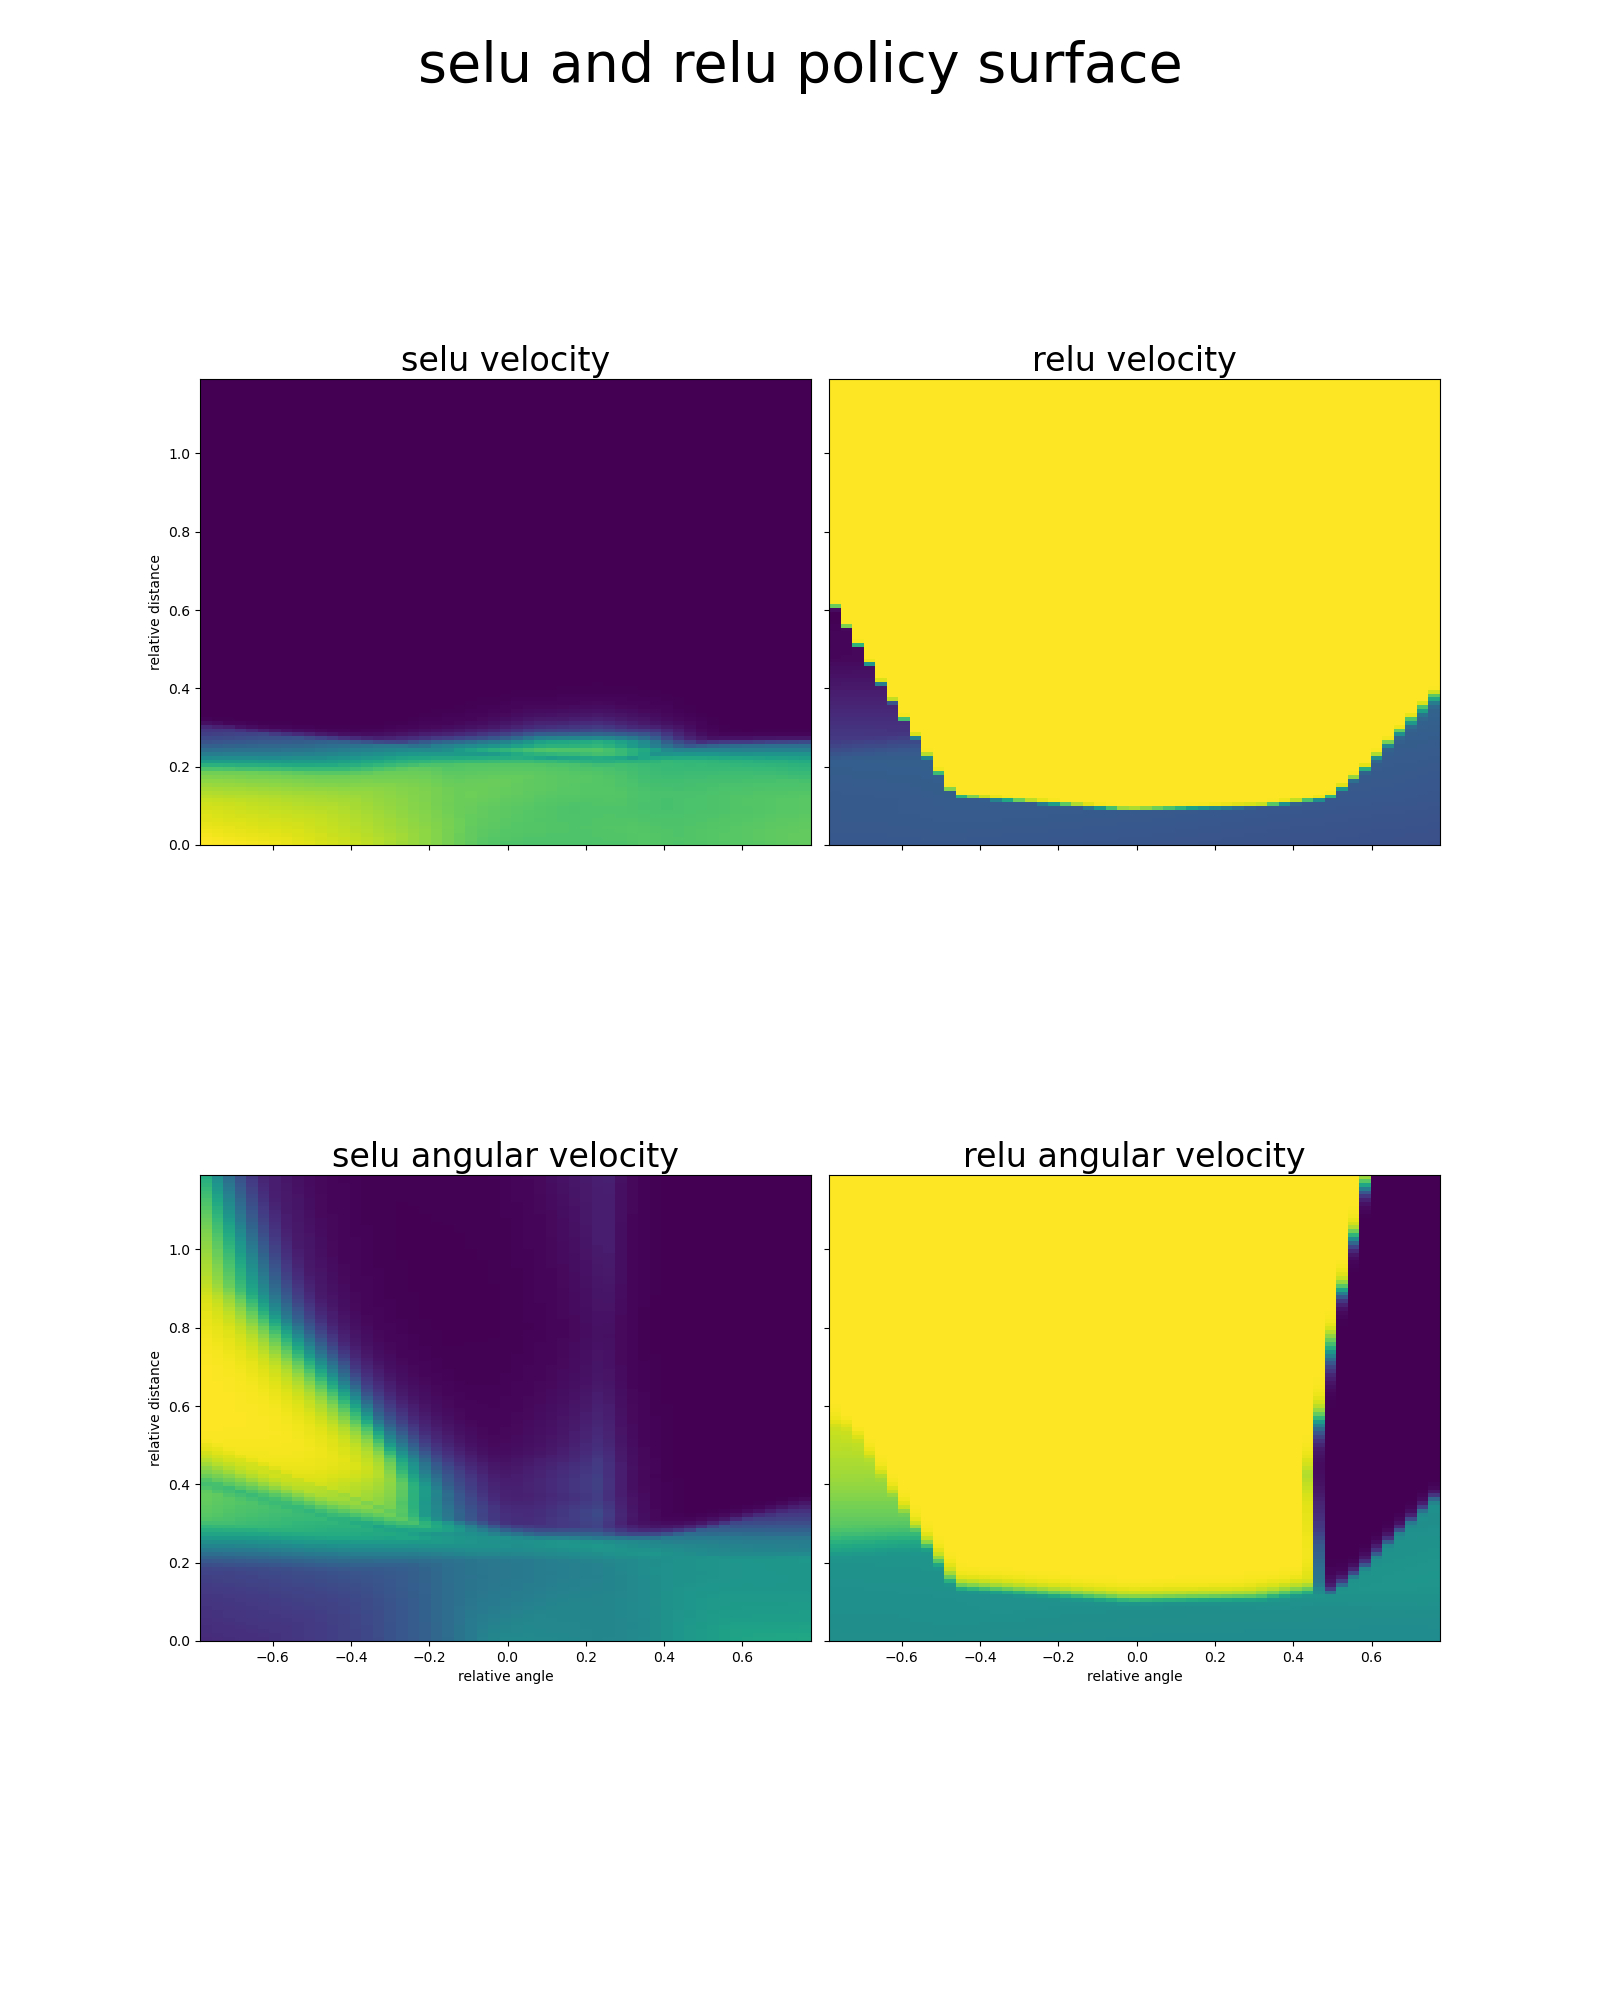 selu and relu policy surface
selu velocity
relu velocity
relative distance
1.0
0.8
0.6
0.4
0.2
0.0
selu angular velocity
relu angular velocity
relative distance
1.0
0.8
0.6
0.4
0.2
0.0
−0.6 −0.4 −0.2 0.0 0.2 0.4 0.6
−0.6 −0.4 −0.2 0.0 0.2 0.4 0.6
relative angle
relative angle